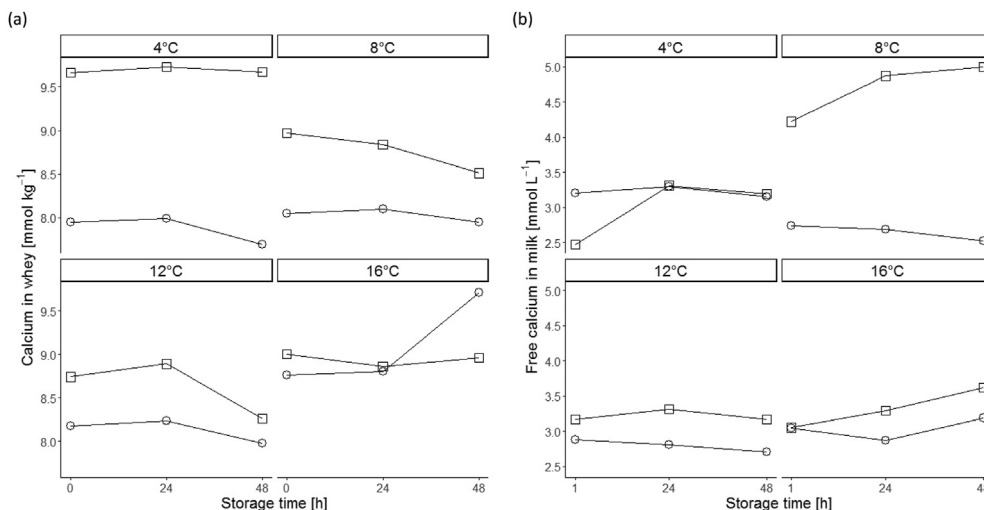 (a)
4°C
8°C
9.5
9.0
8.5
8.0
12°C
16°C
9.5
9.0
8.5
8.0
0
24
48
0
24
48
Calcium in whey [mmol kg⁻¹]
Storage time [h]
(b)
4°C
8°C
5.0
4.5
4.0
3.5
3.0
2.5
12°C
16°C
5.0
4.5
4.0
3.5
3.0
2.5
1
24
48
1
24
48
Free calcium in milk [mmol L⁻¹]
Storage time [h]